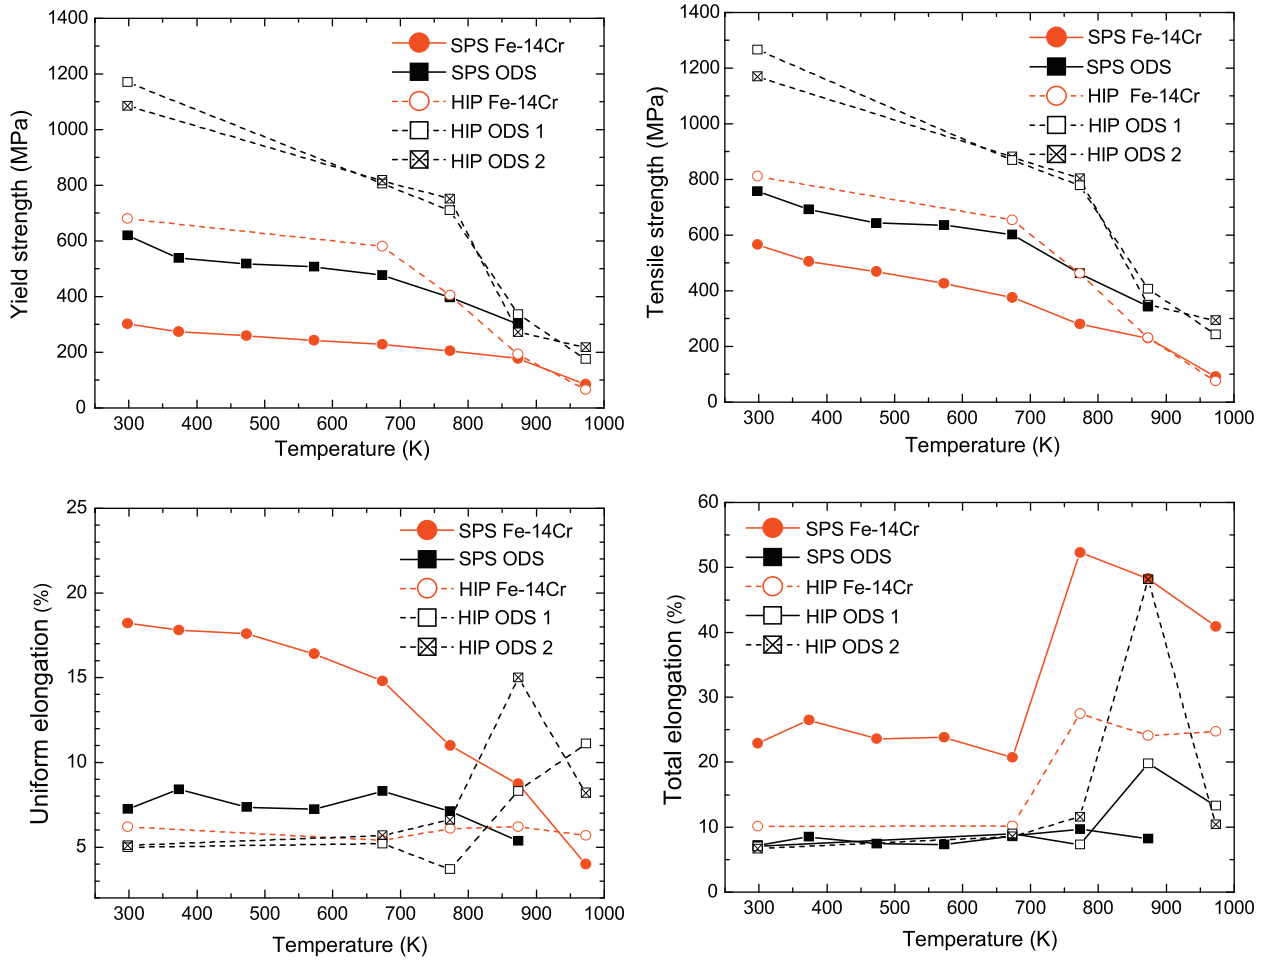 1400
1200
1000
800
600
400
200
0
Yield strength (MPa)
SPS Fe-14Cr
SPS ODS
HIP Fe-14Cr
HIP ODS 1
HIP ODS 2
300 400 500 600 700 800 900 1000
Temperature (K)
1400
1200
1000
800
600
400
200
0
Tensile strength (MPa)
SPS Fe-14Cr
SPS ODS
HIP Fe-14Cr
HIP ODS 1
HIP ODS 2
300 400 500 600 700 800 900 1000
Temperature (K)
25
20
15
10
5
Uniform elongation (%)
SPS Fe-14Cr
SPS ODS
HIP Fe-14Cr
HIP ODS 1
HIP ODS 2
300 400 500 600 700 800 900 1000
Temperature (K)
60
50
40
30
20
10
0
Total elongation (%)
SPS Fe-14Cr
SPS ODS
HIP Fe-14Cr
HIP ODS 1
HIP ODS 2
300 400 500 600 700 800 900 1000
Temperature (K)